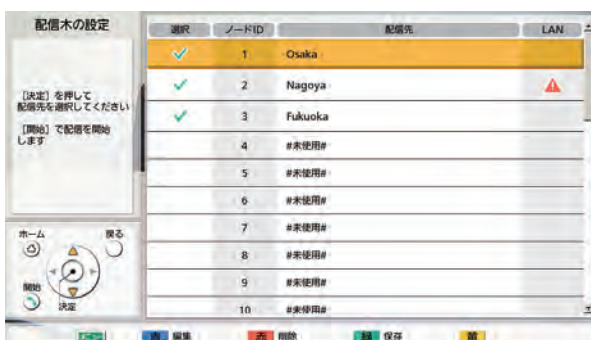 配信木の設定
[決定] を押して
配信先を選択してください
[開始] で配信を開始
します
ホーム
戻る
開始
決定
選択 ノードID 配信先 LAN
1 Osaka
2 Nagoya
3 Fukuoka
4 #未使用#
5 #未使用#
6 #未使用#
7 #未使用#
8 #未使用#
9 #未使用#
10 #未使用#
青 編集 赤 削除 緑 保存 黄